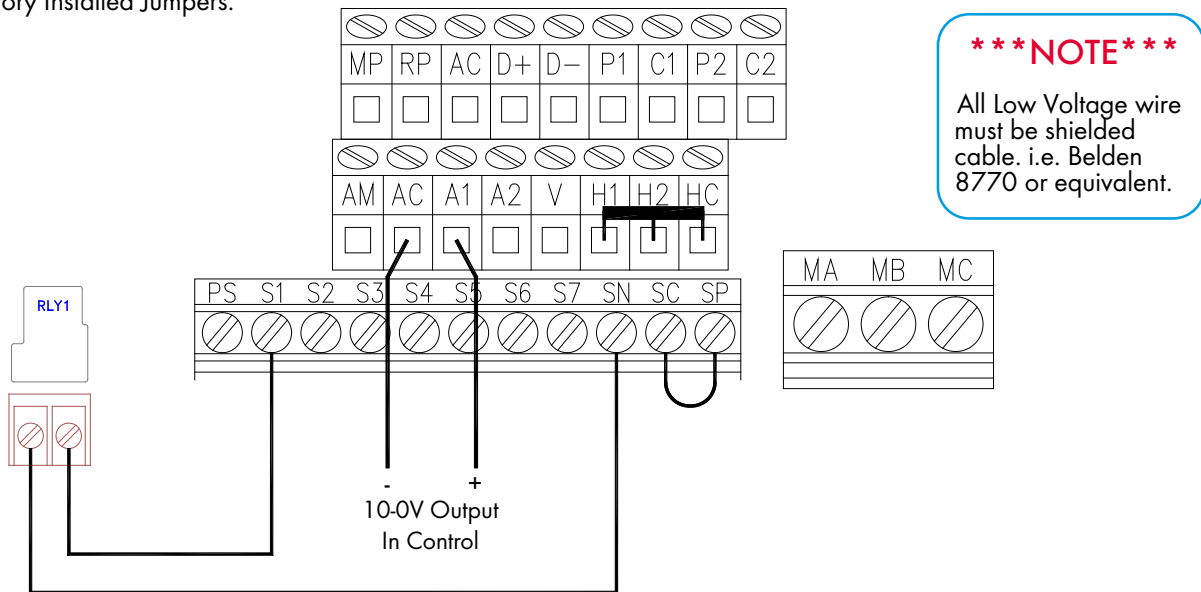 Installed Jumpers.
MP RP AC D+ D- P1 C1 P2 C2
***NOTE***
All Low Voltage wire
must be shielded
cable. i.e. Belden
8770 or equivalent.
AM AC A1 A2 V H1 H2 HC
MA MB MC
PS S1 S2 S3 S4 S5 S6 S7 SN SC SP
RLY1
- +
10-0V Output
In Control